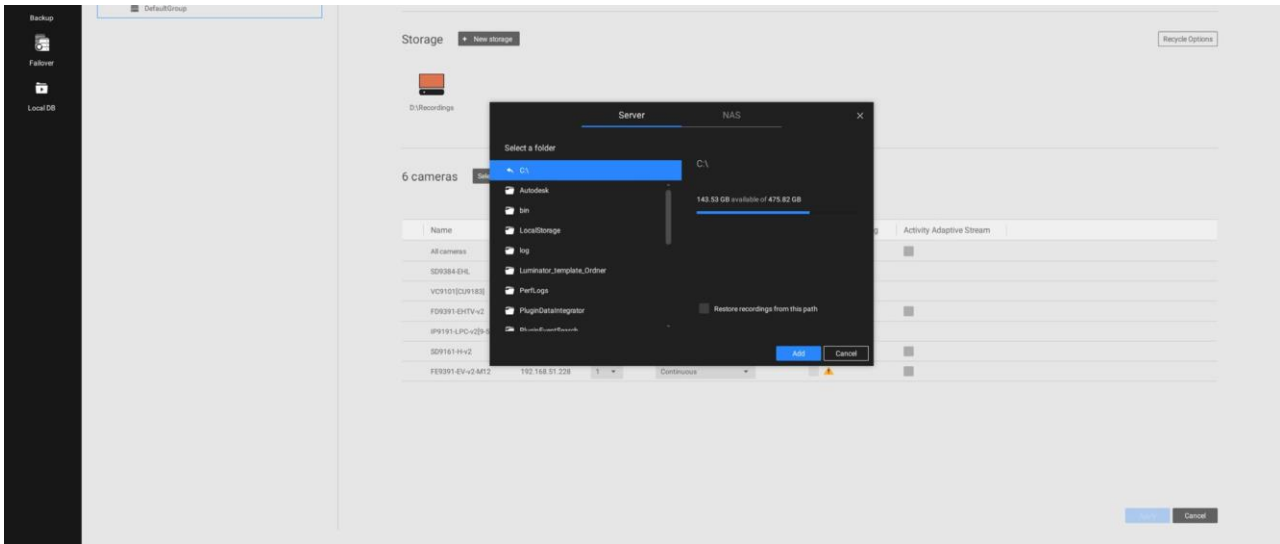 Backup
Failover
Local DB
DefaultGroup
Storage
+ New storage
Recycle Options
D:\Recordings
Server
NAS
Select a folder
C:\
Autodesk
bin
LocalStorage
log
Luminator_template_Ordner
PerfLogs
PluginDataIntegrator
PluginEventSearch
C:\
143.53 GB available of 475.82 GB
Restore recordings from this path
Add
Cancel
6 cameras
Name
Activity Adaptive Stream
All cameras
SD9384-EHL
VC9101[CU9183]
FD9391-EHTV-v2
SD9161-H-v2
FE9391-EV-v2-M12 192.168.51.228 1 Continuous
Cancel